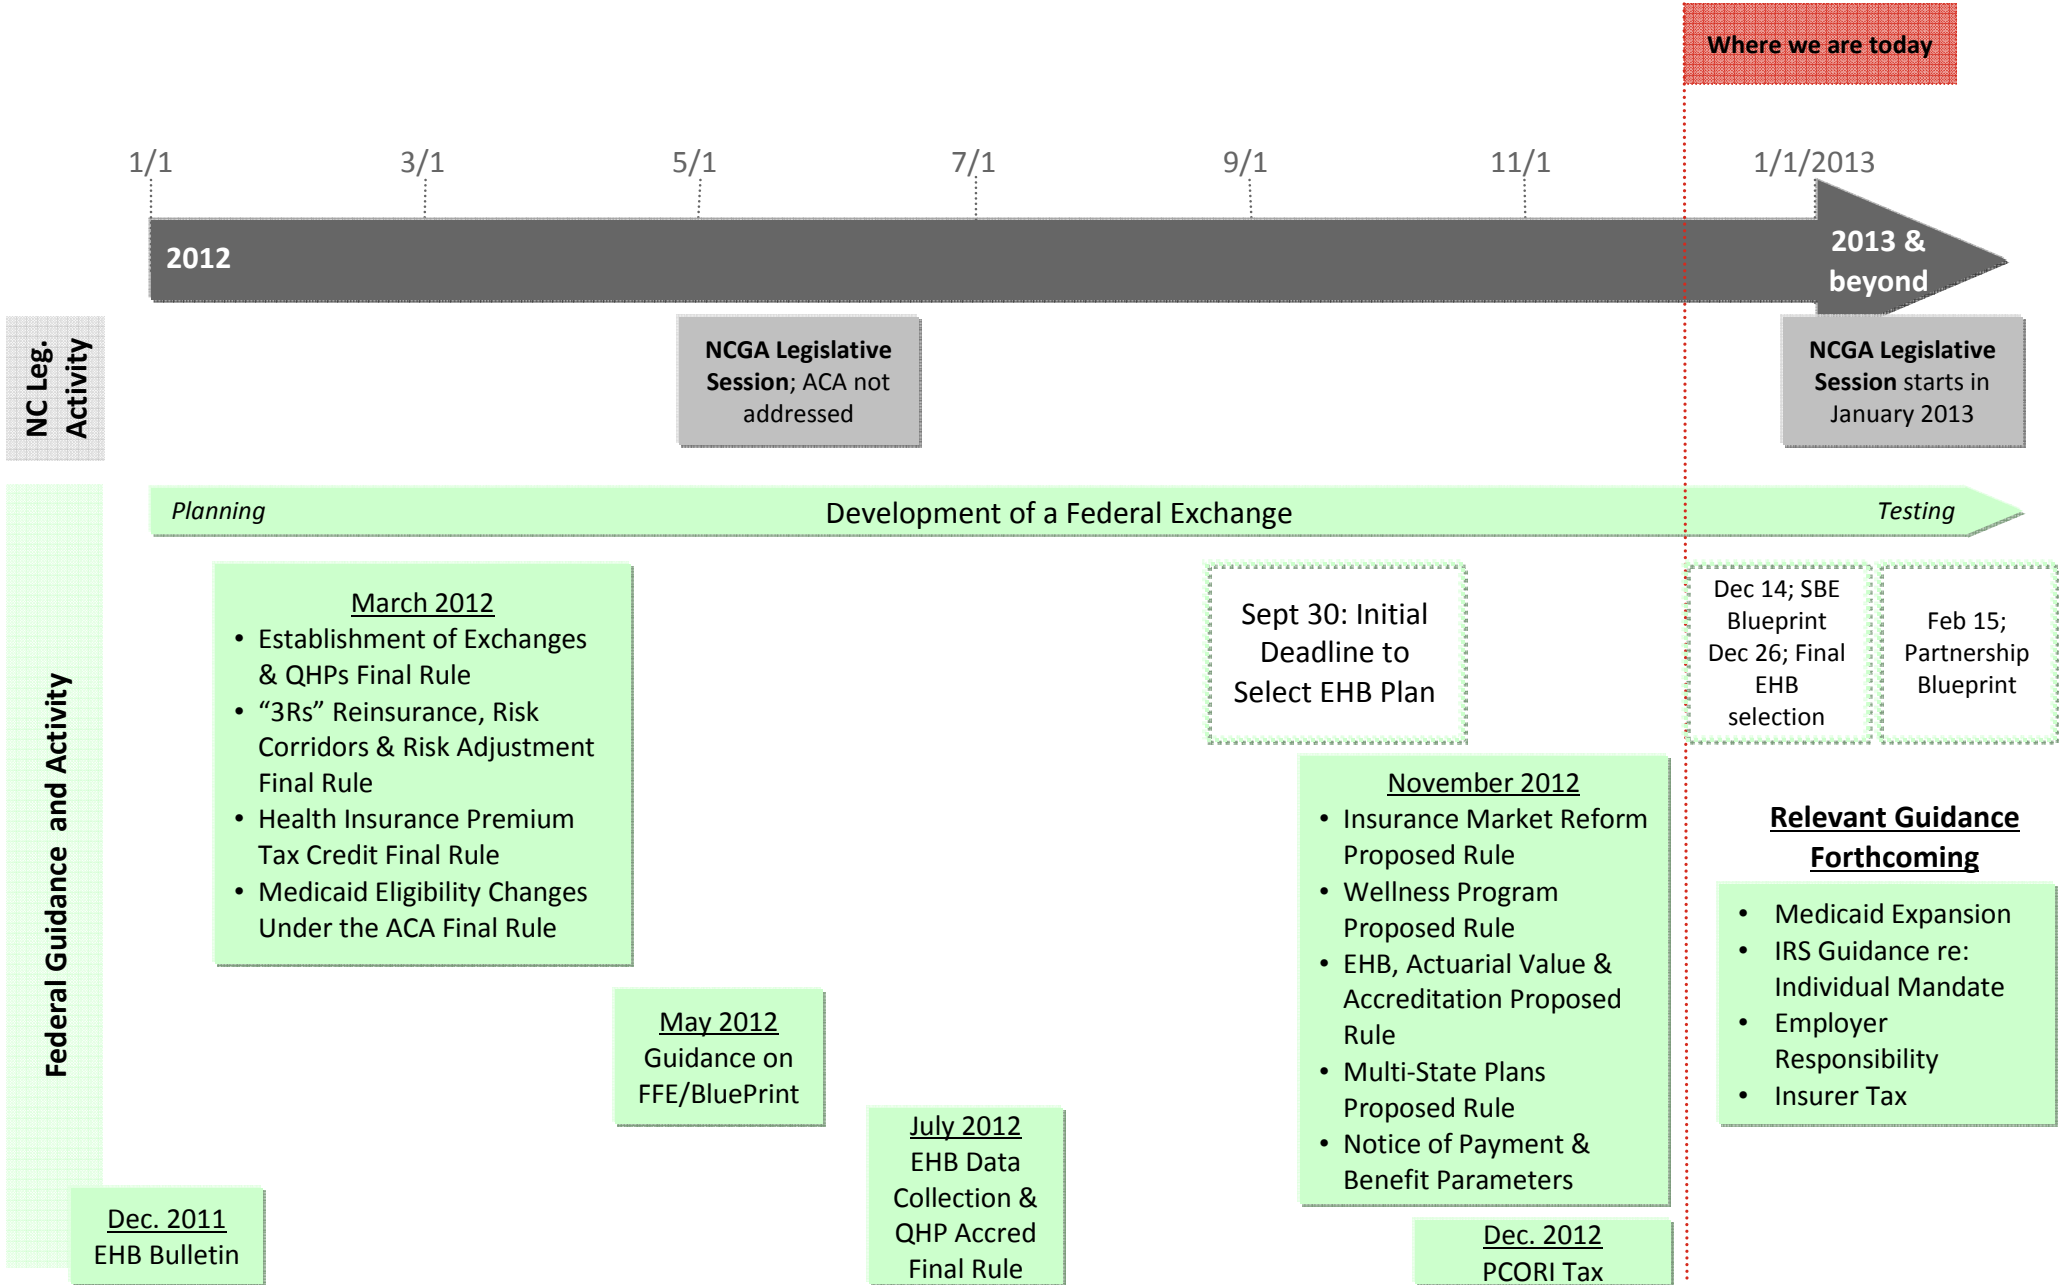 Where we are today
1/1
3/1
5/1
7/1
9/1
11/1
1/1/2013
2012
2013 &
beyond
NC Leg.
Activity
NCGA Legislative
Session; ACA not
addressed
NCGA Legislative
Session starts in
January 2013
Federal Guidance and Activity
Planning
Development of a Federal Exchange
Testing
March 2012
• Establishment of Exchanges
& QHPs Final Rule
• “3Rs” Reinsurance, Risk
Corridors & Risk Adjustment
Final Rule
• Health Insurance Premium
Tax Credit Final Rule
• Medicaid Eligibility Changes
Under the ACA Final Rule
Sept 30: Initial
Deadline to
Select EHB Plan
Dec 14; SBE
Blueprint
Dec 26; Final
EHB
selection
Feb 15;
Partnership
Blueprint
November 2012
• Insurance Market Reform
Proposed Rule
• Wellness Program
Proposed Rule
• EHB, Actuarial Value &
Accreditation Proposed
Rule
• Multi-State Plans
Proposed Rule
• Notice of Payment &
Benefit Parameters
Relevant Guidance
Forthcoming
• Medicaid Expansion
• IRS Guidance re:
Individual Mandate
• Employer
Responsibility
• Insurer Tax
May 2012
Guidance on
FFE/BluePrint
July 2012
EHB Data
Collection &
QHP Accred
Final Rule
Dec. 2011
EHB Bulletin
Dec. 2012
PCORI Tax